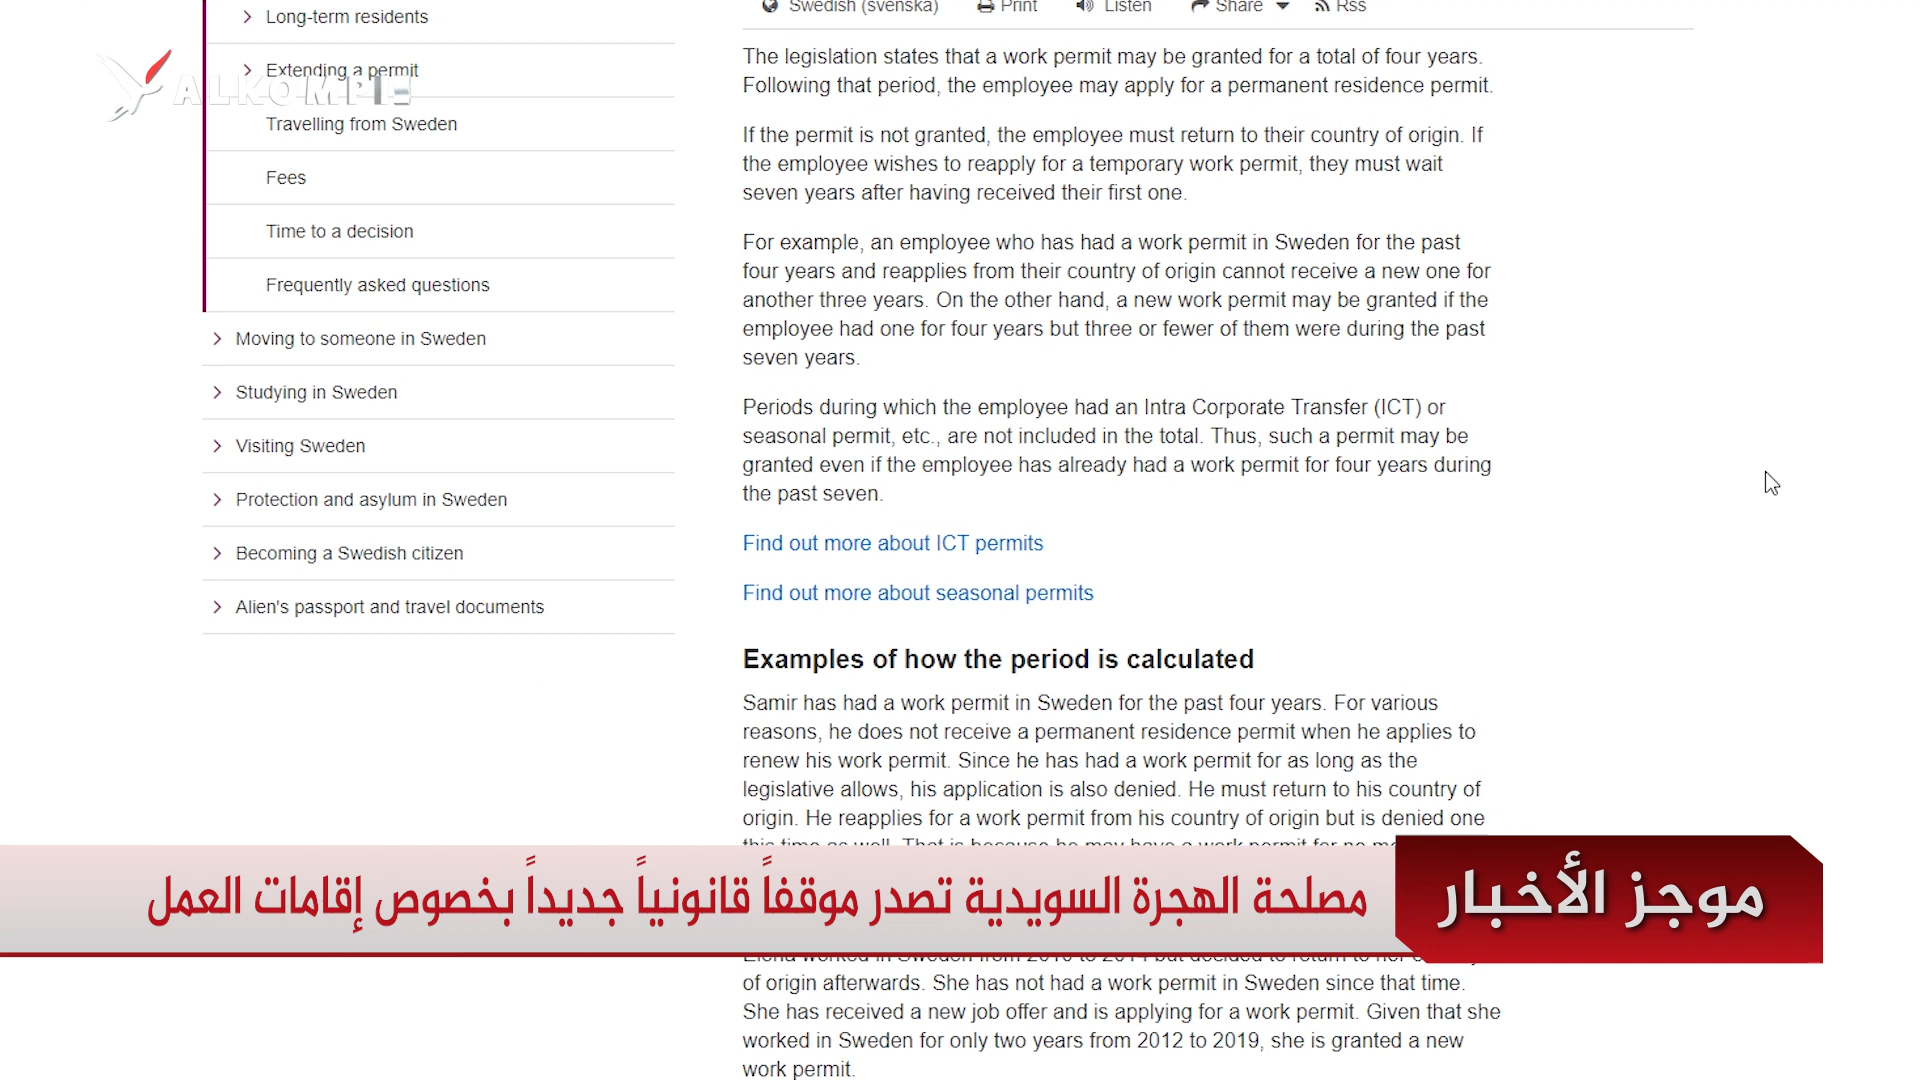 Long-term residents
Extending a permit
ALKOMPIS
Travelling from Sweden
Fees
Time to a decision
Frequently asked questions
Moving to someone in Sweden
Studying in Sweden
Visiting Sweden
Protection and asylum in Sweden
Becoming a Swedish citizen
Alien's passport and travel documents
Swedish (svenska) Print Listen Share Rss
The legislation states that a work permit may be granted for a total of four years.
Following that period, the employee may apply for a permanent residence permit.
If the permit is not granted, the employee must return to their country of origin. If
the employee wishes to reapply for a temporary work permit, they must wait
seven years after having received their first one.
For example, an employee who has had a work permit in Sweden for the past
four years and reapplies from their country of origin cannot receive a new one for
another three years. On the other hand, a new work permit may be granted if the
employee had one for four years but three or fewer of them were during the past
seven years.
Periods during which the employee had an Intra Corporate Transfer (ICT) or
seasonal permit, etc., are not included in the total. Thus, such a permit may be
granted even if the employee has already had a work permit for four years during
the past seven.
Find out more about ICT permits
Find out more about seasonal permits
Examples of how the period is calculated
Samir has had a work permit in Sweden for the past four years. For various
reasons, he does not receive a permanent residence permit when he applies to
renew his work permit. Since he has had a work permit for as long as the
legislative allows, his application is also denied. He must return to his country of
origin. He reapplies for a work permit from his country of origin but is denied one
موجز الأخبار
مصلحة الهجرة السويدية تصدر موقفاً قانونياً جديداً بخصوص إقامات العمل
of origin afterwards. She has not had a work permit in Sweden since that time.
She has received a new job offer and is applying for a work permit. Given that she
worked in Sweden for only two years from 2012 to 2019, she is granted a new
work permit.